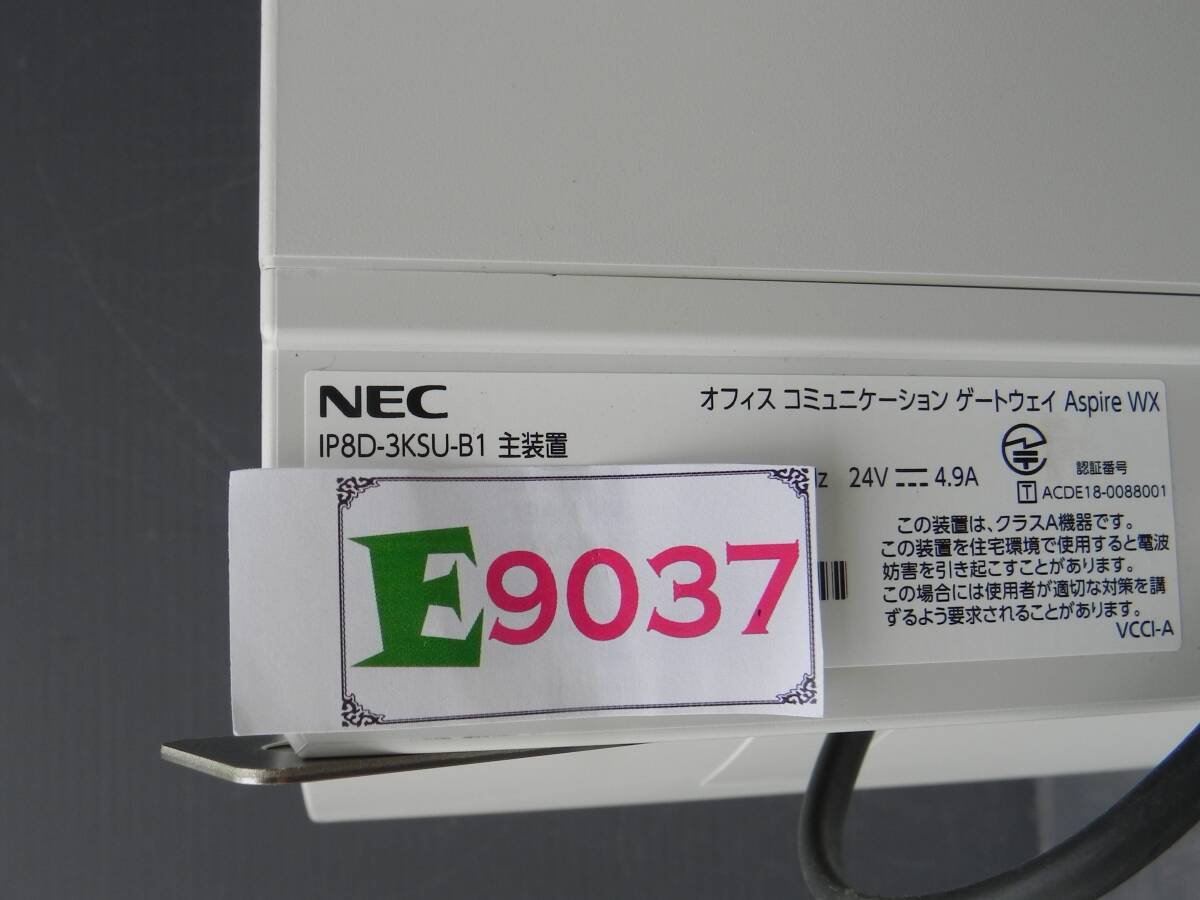 NEC
オフィス コミュニケーション ゲートウェイ Aspire WX
IP8D-3KSU-B1 主装置
24V 4.9A
認証番号
T ACDE18-0088001
この装置は、クラスA機器です。
この装置を住宅環境で使用すると電波
妨害を引き起こすことがあります。
この場合には使用者が適切な対策を講
ずるよう要求されることがあります。
VCCI-A
E9037